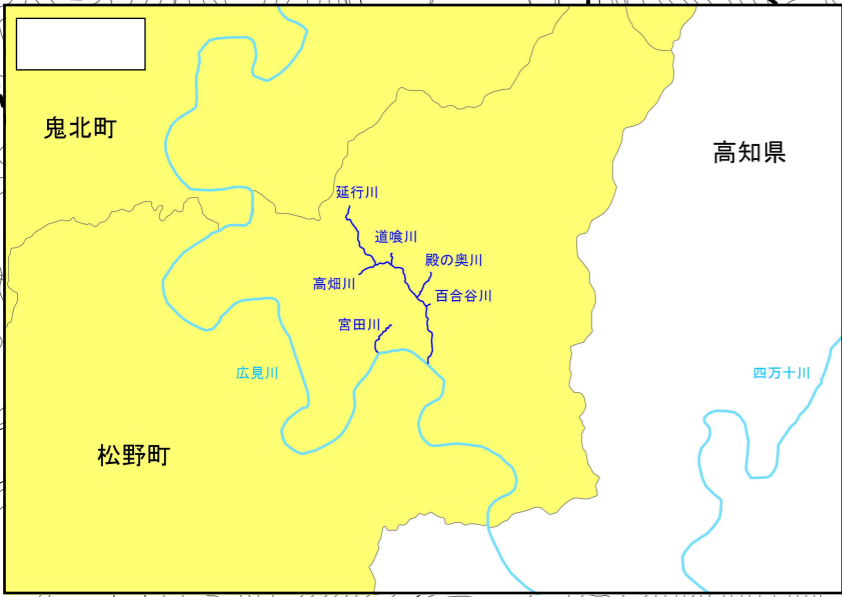 鬼北町
高知県
延行川
道喰川
殿の奥川
高畑川
百合谷川
宮田川
広見川
四万十川
松野町